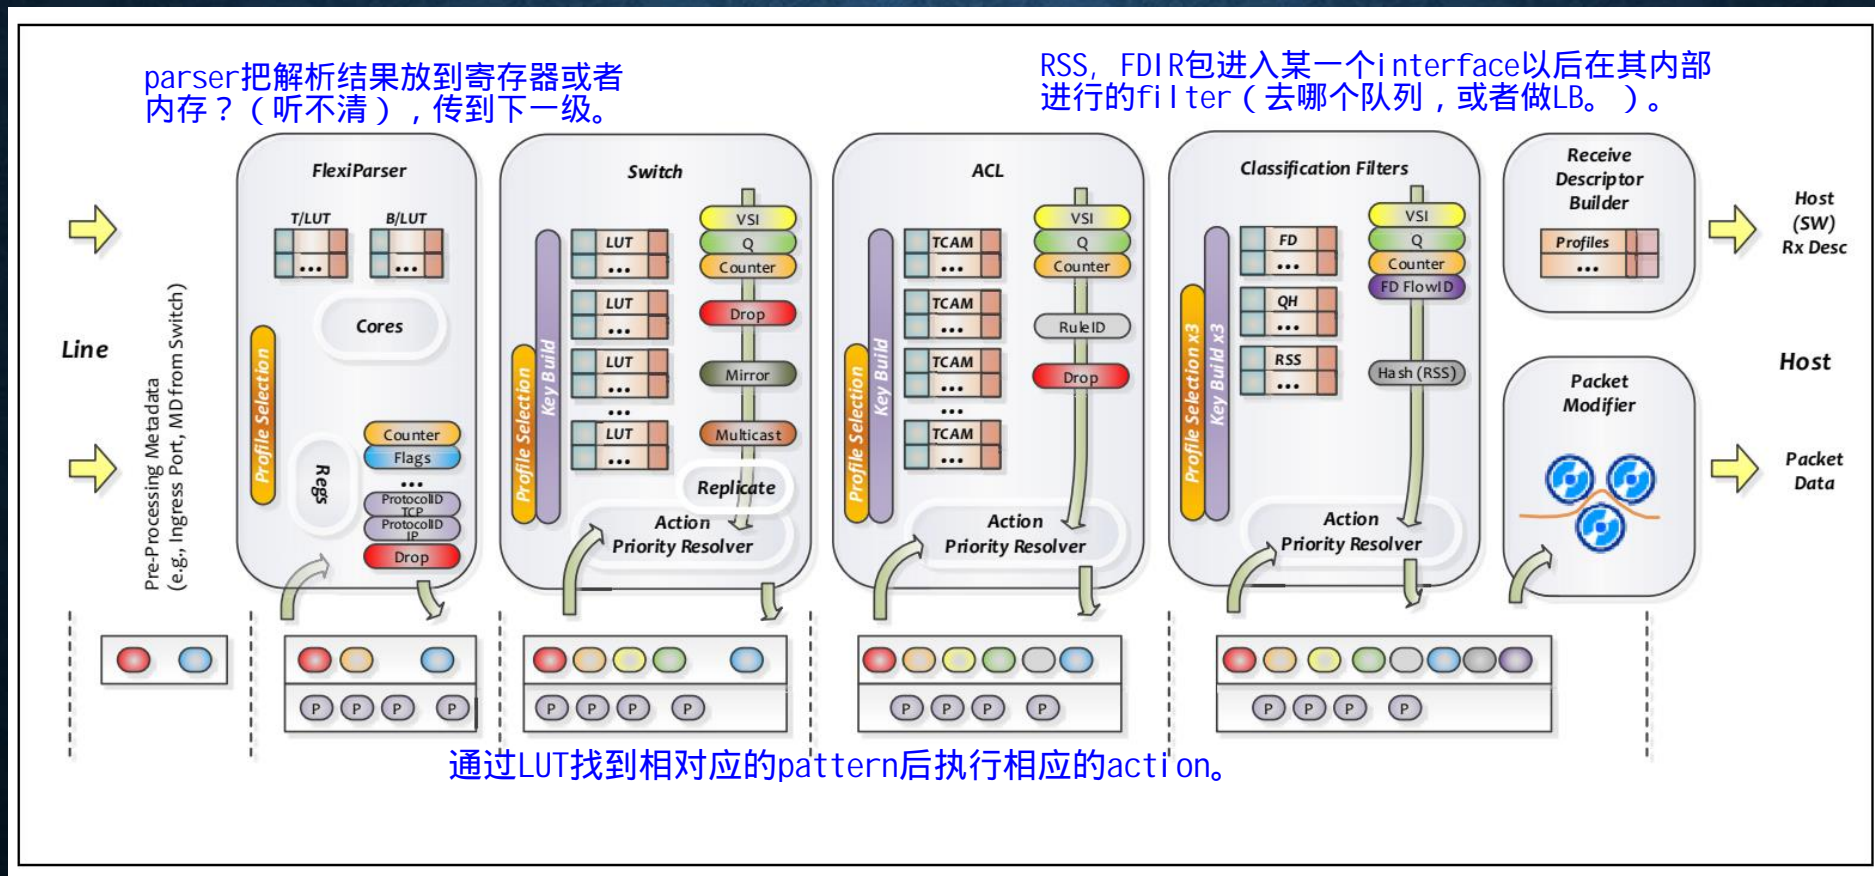 parser把解析结果放到寄存器或者
内存？（听不清），传到下一级。
RSS, FDIR包进入某一个interface以后在其内部
进行的filter（去哪个队列，或者做LB。）。
Line
Pre-Processing Metadata
(e.g., Ingress Port, MD from Switch)
FlexiParser
T/LUT
B/LUT
...
...
Cores
Profile Selection
Regs
Counter
Flags
...
ProtocolID
TCP
ProtocolID
IP
Drop
Switch
Profile Selection
Key Build
LUT
...
LUT
...
LUT
...
...
LUT
...
VSI
Q
Counter
Drop
Mirror
Multicast
Replicate
Action
Priority Resolver
ACL
Profile Selection
Key Build
TCAM
...
TCAM
...
TCAM
...
...
TCAM
...
VSI
Q
Counter
RuleID
Drop
Action
Priority Resolver
Classification Filters
Profile Selection x3
Key Build x3
FD
...
QH
...
RSS
...
VSI
Q
Counter
FD FlowID
Hash (RSS)
Action
Priority Resolver
Receive
Descriptor
Builder
Profiles
...
Host
(SW)
Rx Desc
Packet
Modifier
Host
Packet
Data
P P P P
P P P P
P P P P
P P P P
通过LUT找到相对应的pattern后执行相应的action。